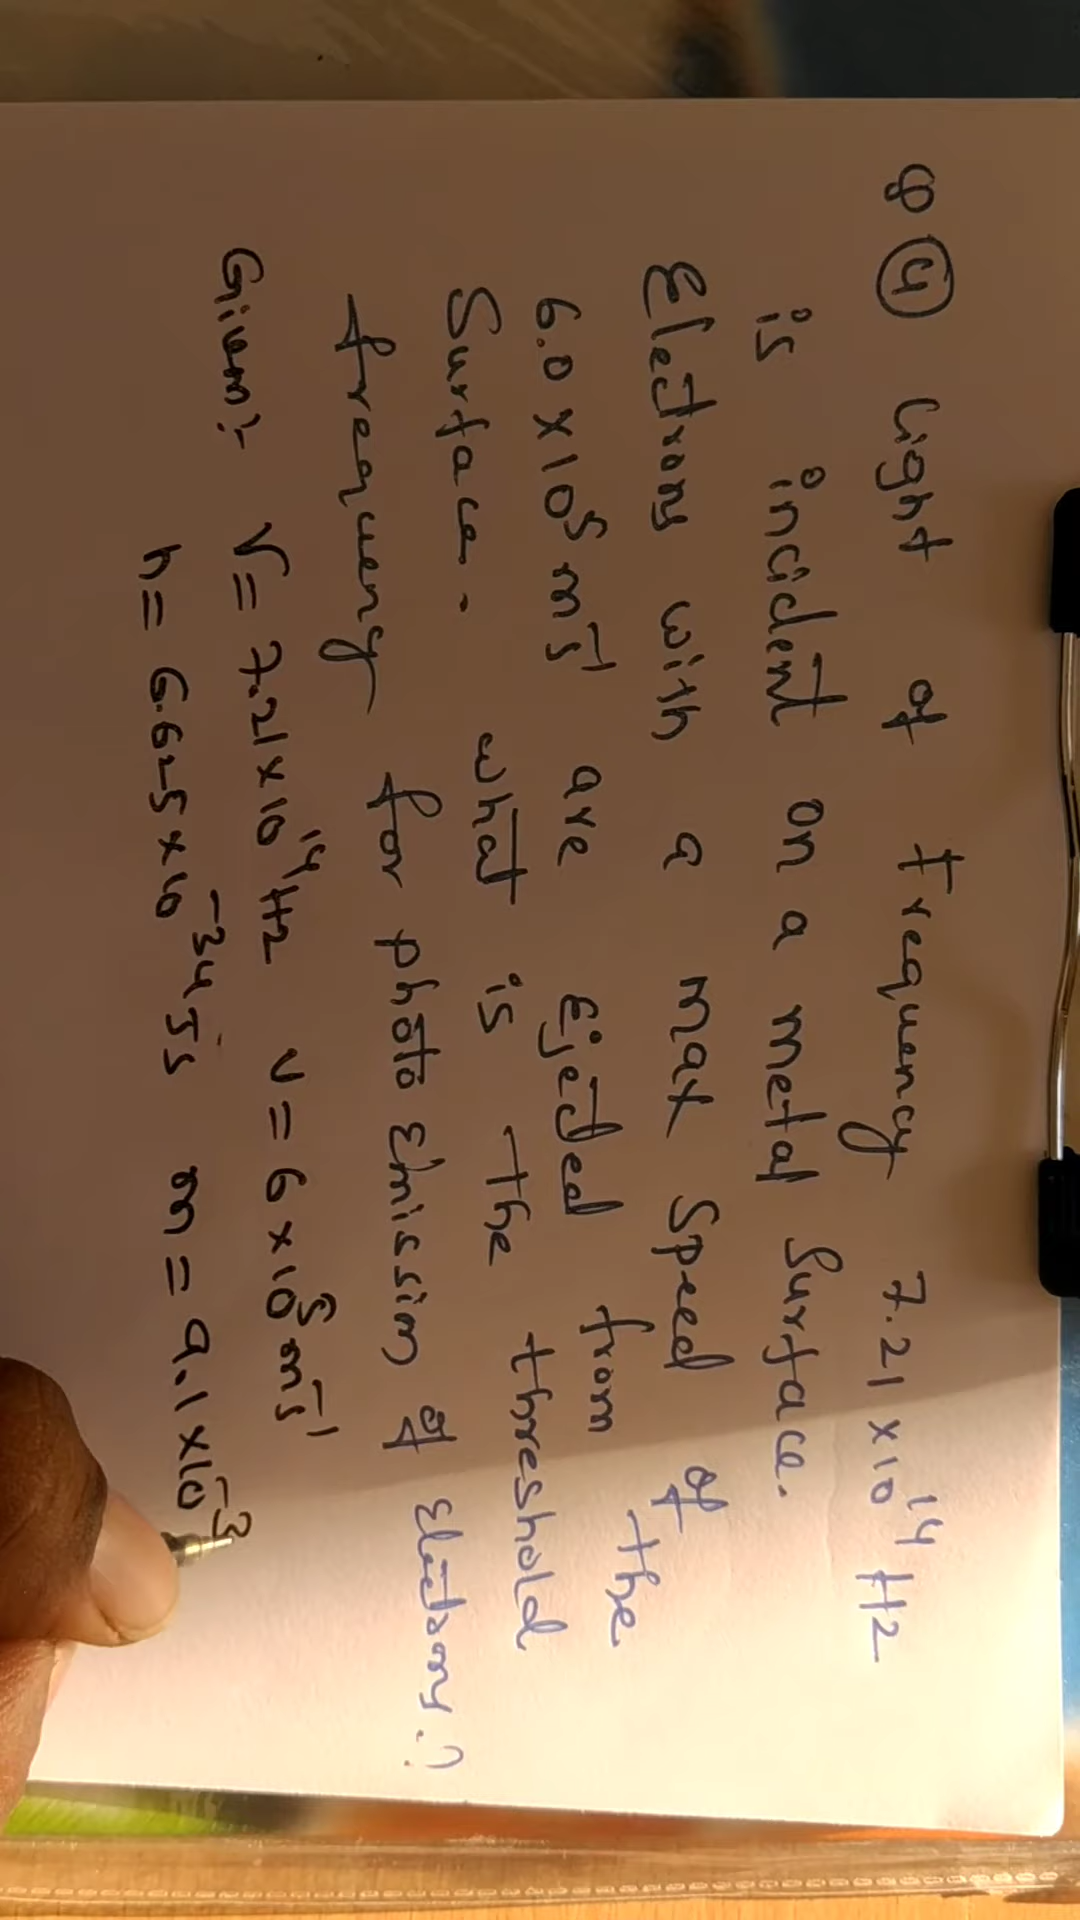 Q ④ Light of frequency 7.21 × 10¹⁴ Hz
is incident on a metal surface.
Electrons with a max speed of
6.0 × 10⁵ ms⁻¹ are ejected from the
surface. what is the threshold
frequency for photo Emission of Electrons.?
Given:- ν = 7.21 × 10¹⁴ Hz v = 6 × 10⁵ ms⁻¹
h = 6.625 × 10⁻³⁴ Js m = 9.1 × 10⁻³